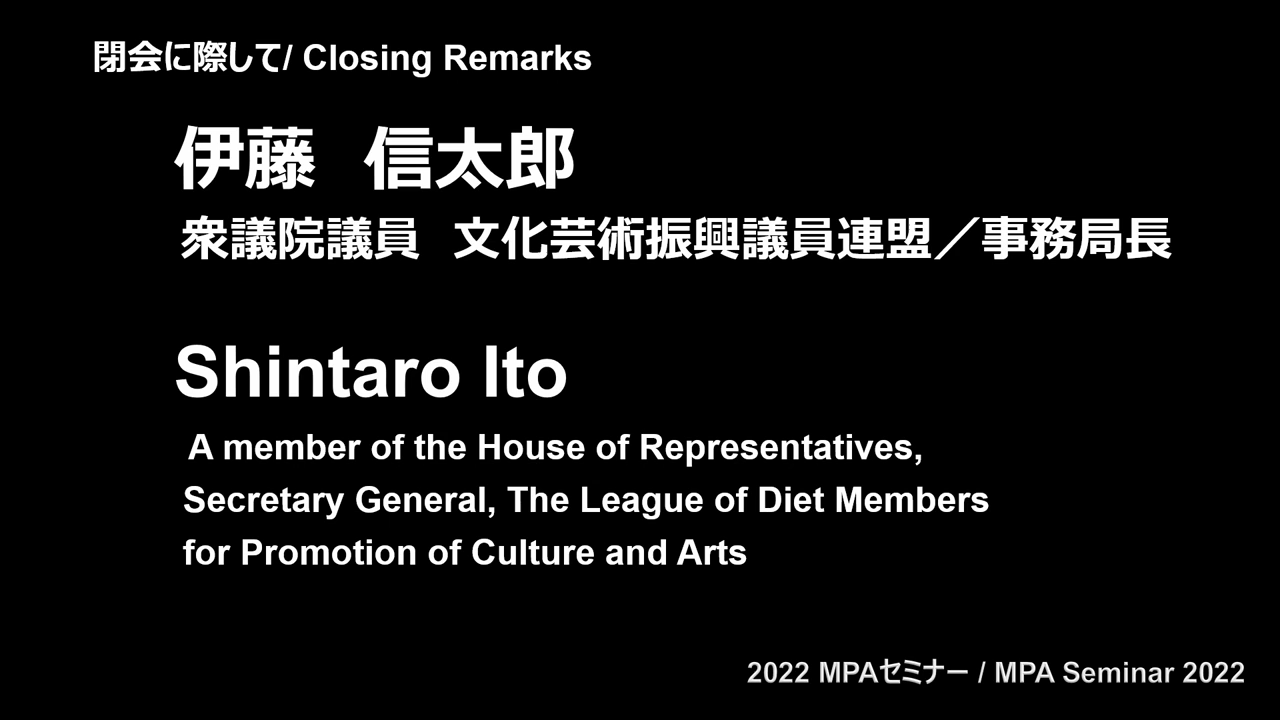 閉会に際して/ Closing Remarks
伊藤　信太郎
衆議院議員　文化芸術振興議員連盟／事務局長
Shintaro Ito
A member of the House of Representatives,
Secretary General, The League of Diet Members
for Promotion of Culture and Arts
2022 MPAセミナー / MPA Seminar 2022